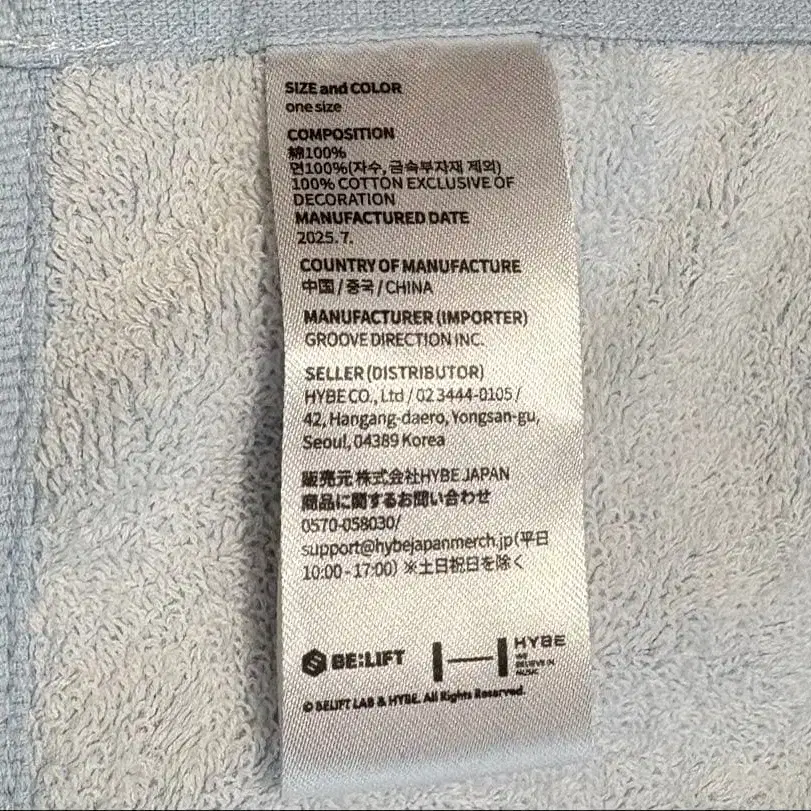 SIZE and COLOR
one size
COMPOSITION
綿100%
면100%(자수, 금속부자재 제외)
100% COTTON EXCLUSIVE OF
DECORATION
MANUFACTURED DATE
2025.7.
COUNTRY OF MANUFACTURE
中国/중국/CHINA
MANUFACTURER (IMPORTER)
GROOVE DIRECTION INC.
SELLER (DISTRIBUTOR)
HYBE CO., Ltd / 02 3444-0105 /
42, Hangang-daero, Yongsan-gu,
Seoul, 04389 Korea
販売元 株式会社HYBE JAPAN
商品に関するお問い合わせ
0570-058030/
support@hybejapanmerch.jp(平日
10:00 - 17:00) ※土日祝日を除く
BE:LIFT
HYBE
WE
BELIEVE IN
MUSIC
© BELIFT LAB & HYBE. All Rights Reserved.